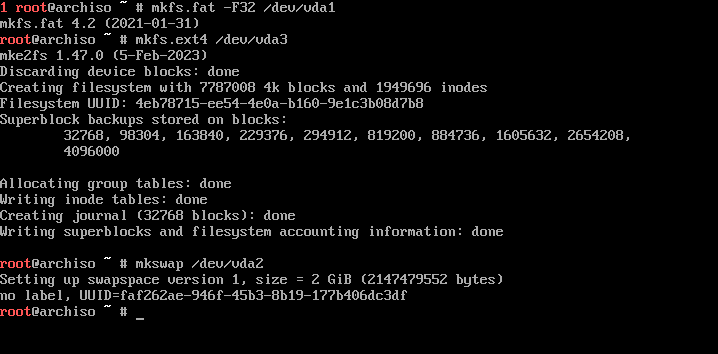 1 root@archiso ~ # mkfs.fat -F32 /dev/vda1
mkfs.fat 4.2 (2021-01-31)
root@archiso ~ # mkfs.ext4 /dev/vda3
mke2fs 1.47.0 (5-Feb-2023)
Discarding device blocks: done
Creating filesystem with 7787008 4k blocks and 1949696 inodes
Filesystem UUID: 4eb78715-ee54-4e0a-b160-9e1c3b08d7b8
Superblock backups stored on blocks:
        32768, 98304, 163840, 229376, 294912, 819200, 884736, 1605632, 2654208,
        4096000
Allocating group tables: done
Writing inode tables: done
Creating journal (32768 blocks): done
Writing superblocks and filesystem accounting information: done
root@archiso ~ # mkswap /dev/vda2
Setting up swapspace version 1, size = 2 GiB (2147479552 bytes)
no label, UUID=faf262ae-946f-45b3-8b19-177b406dc3df
root@archiso ~ # _